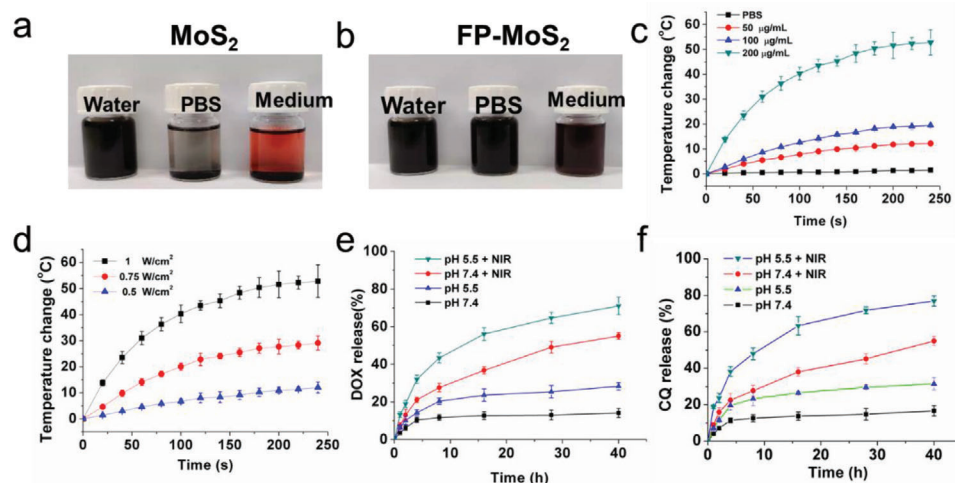 a
MoS2
Water PBS Medium
b
FP-MoS2
Water PBS Medium
c
Temperature change (°C)
60
50
40
30
20
10
0
PBS
50 μg/mL
100 μg/mL
200 μg/mL
0 50 100 150 200 250
Time (s)
d
Temperature change (°C)
60
50
40
30
20
10
0
1 W/cm2
0.75 W/cm2
0.5 W/cm2
0 50 100 150 200 250
Time (s)
e
DOX release(%)
100
80
60
40
20
0
pH 5.5 + NIR
pH 7.4 + NIR
pH 5.5
pH 7.4
0 10 20 30 40
Time (h)
f
CQ release (%)
100
80
60
40
20
0
pH 5.5 + NIR
pH 7.4 + NIR
pH 5.5
pH 7.4
0 10 20 30 40
Time (h)